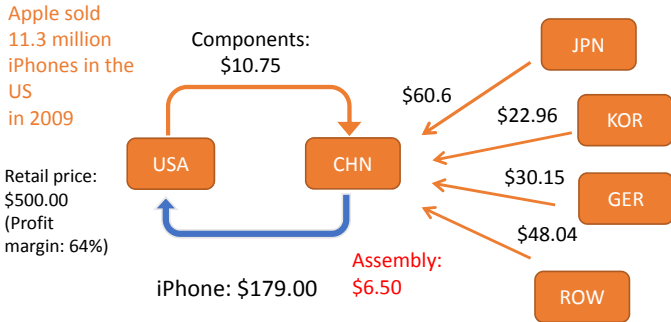 Apple sold
11.3 million
iPhones in the
US
in 2009
Components:
$10.75
JPN
$60.6
$22.96
KOR
USA
CHN
Retail price:
$500.00
(Profit
margin: 64%)
$30.15
GER
$48.04
iPhone: $179.00
Assembly:
$6.50
ROW